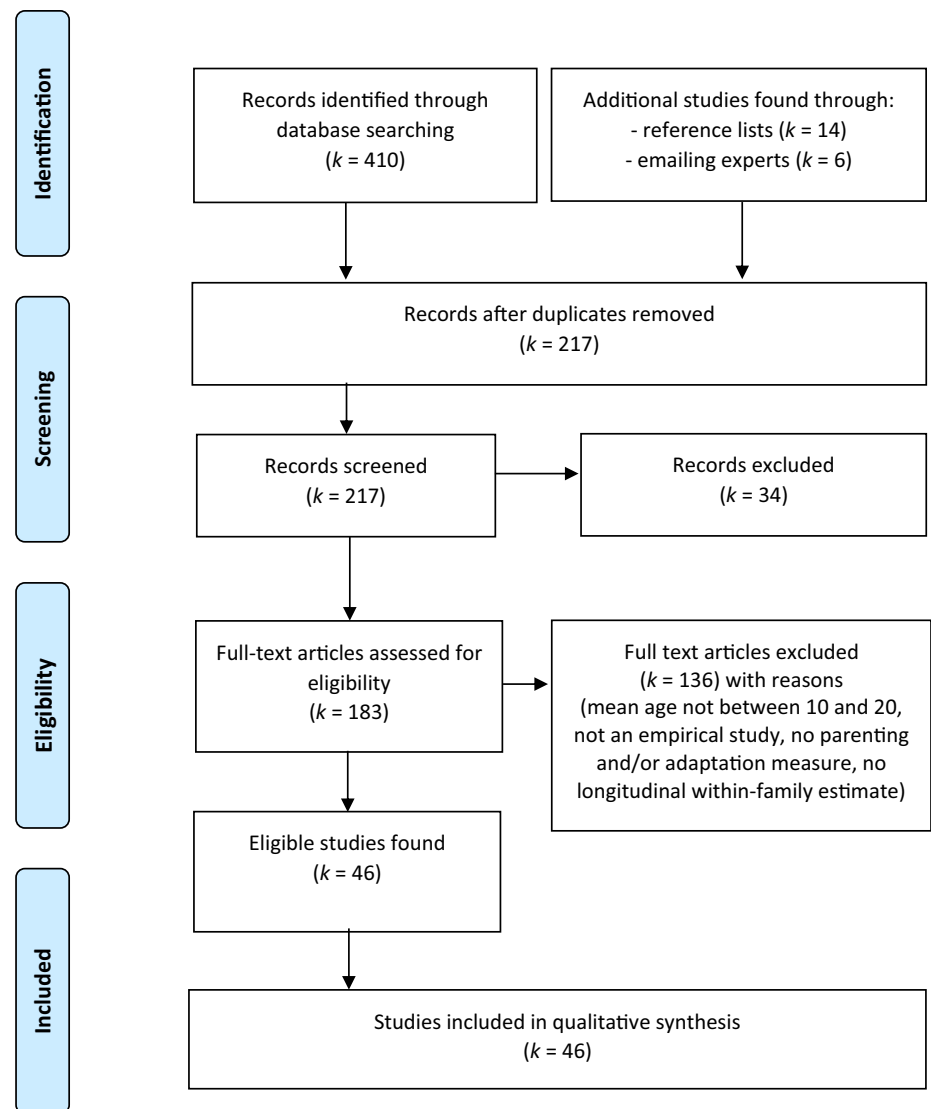 Identification
Records identified through
database searching
(k = 410)
Additional studies found through:
- reference lists (k = 14)
- emailing experts (k = 6)
Screening
Records after duplicates removed
(k = 217)
Records screened
(k = 217)
Records excluded
(k = 34)
Eligibility
Full-text articles assessed for
eligibility
(k = 183)
Full text articles excluded
(k = 136) with reasons
(mean age not between 10 and 20,
not an empirical study, no parenting
and/or adaptation measure, no
longitudinal within-family estimate)
Eligible studies found
(k = 46)
Included
Studies included in qualitative synthesis
(k = 46)